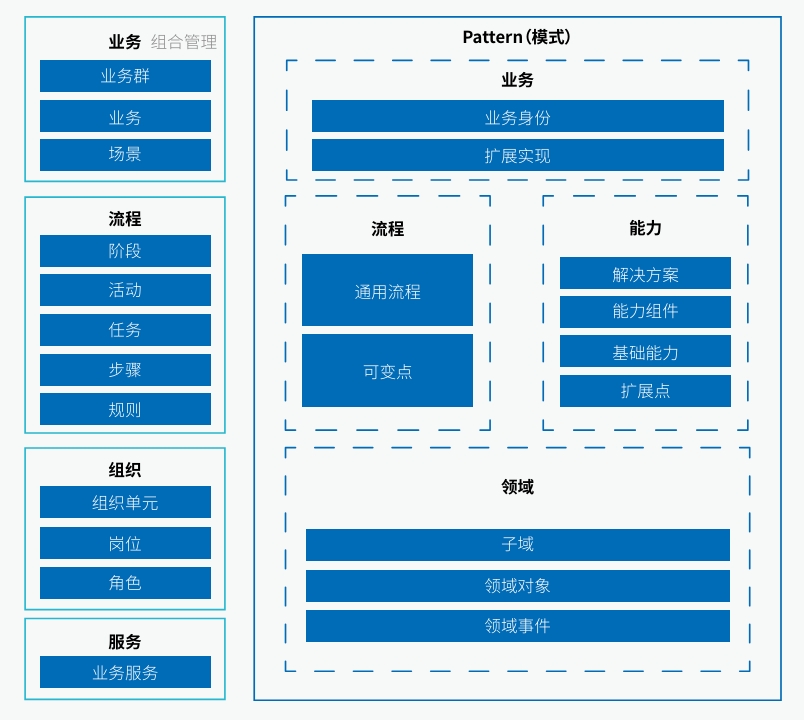 业务 组合管理
业务群
业务
场景
流程
阶段
活动
任务
步骤
规则
组织
组织单元
岗位
角色
服务
业务服务
Pattern（模式）
业务
业务身份
扩展实现
流程
通用流程
可变点
能力
解决方案
能力组件
基础能力
扩展点
领域
子域
领域对象
领域事件